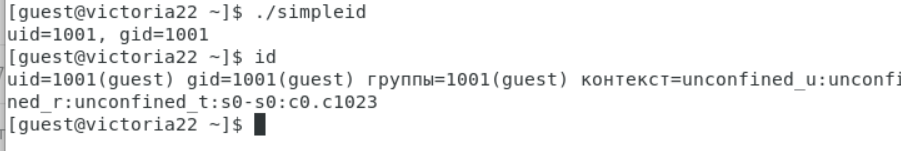 [guest@victoria22 ~]$ ./simpleid
uid=1001, gid=1001
[guest@victoria22 ~]$ id
uid=1001(guest) gid=1001(guest) группы=1001(guest) контекст=unconfined_u:unconfi
ned_r:unconfined_t:s0-s0:c0.c1023
[guest@victoria22 ~]$